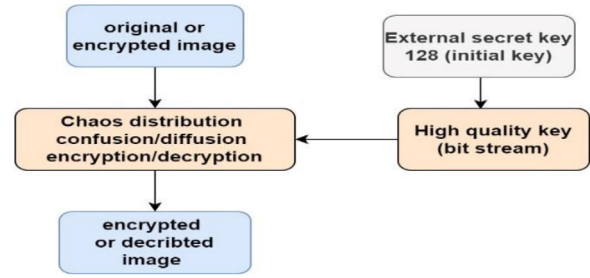 original or
encrypted image
External secret key
128 (initial key)
Chaos distribution
confusion/diffusion
encryption/decryption
High quality key
(bit stream)
encrypted
or decribted
image